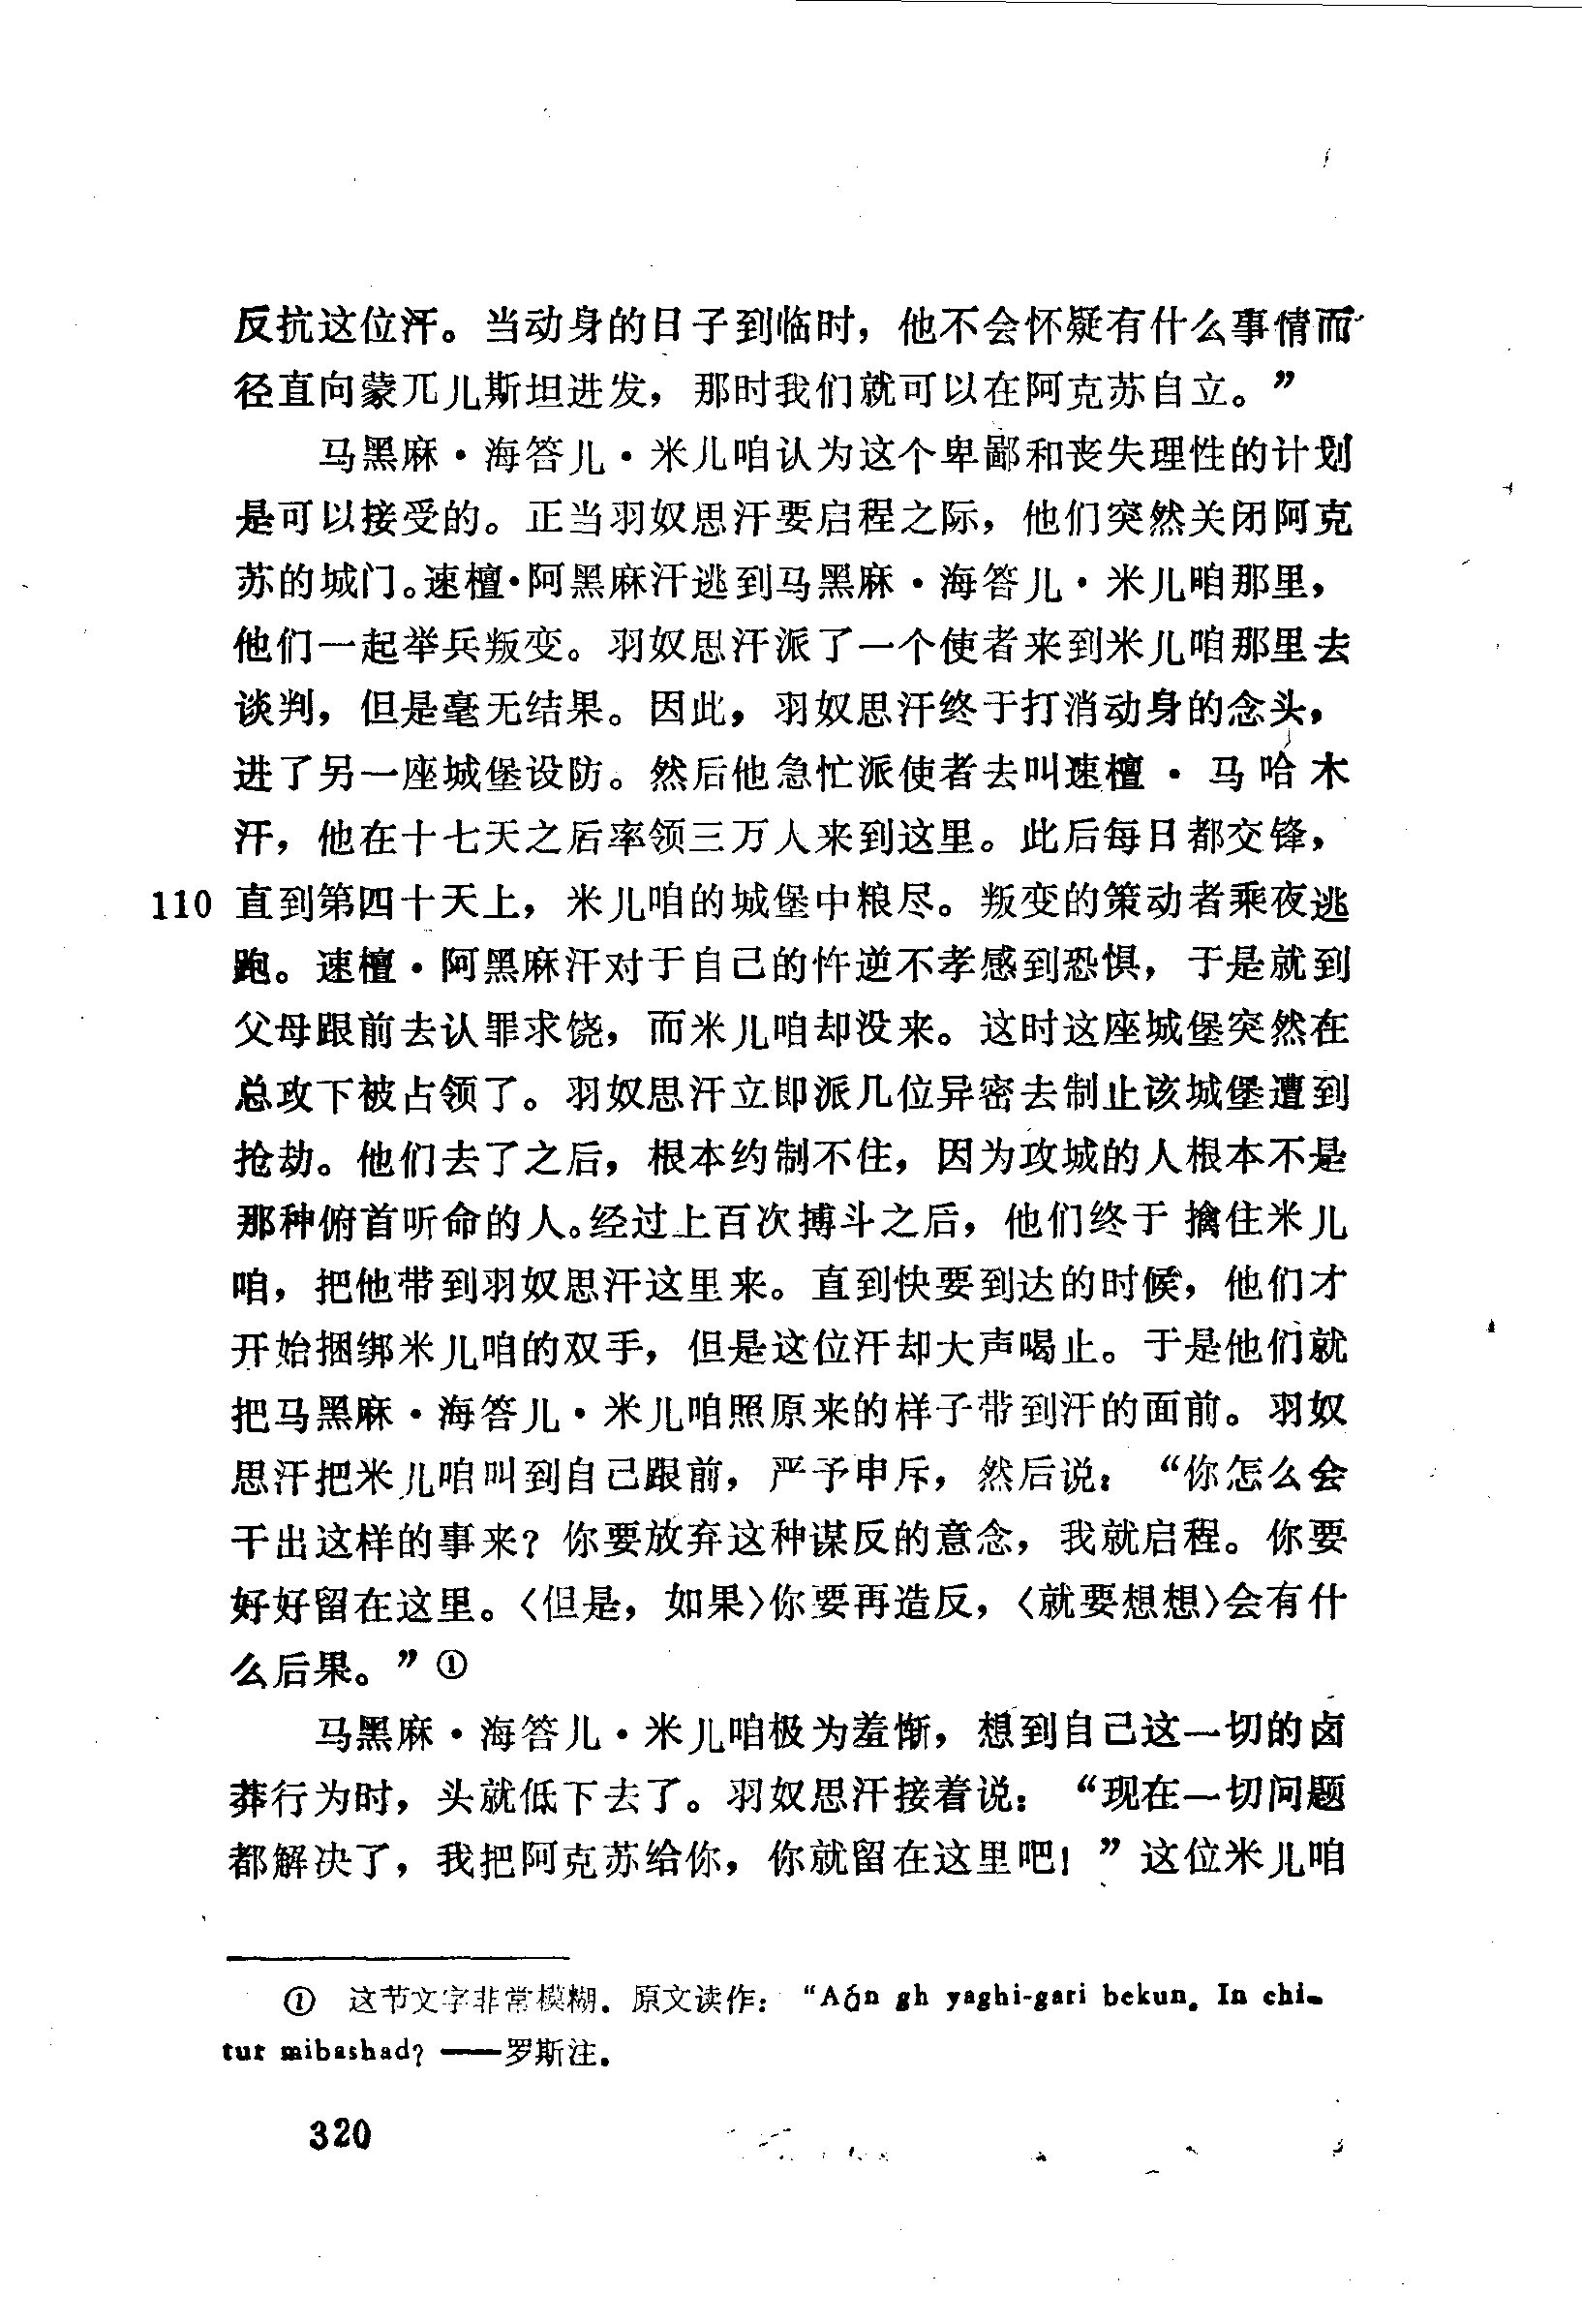 反抗这位汗。当动身的日子到临时，他不会怀疑有什么事情而
径直向蒙兀儿斯坦进发，那时我们就可以在阿克苏自立。”
马黑麻·海答儿·米儿咱认为这个卑鄙和丧失理性的计划
是可以接受的。正当羽奴思汗要启程之际，他们突然关闭阿克
苏的城门。速檀·阿黑麻汗逃到马黑麻·海答儿·米儿咱那里，
他们一起举兵叛变。羽奴思汗派了一个使者来到米儿咱那里去
谈判，但是毫无结果。因此，羽奴思汗终于打消动身的念头，
进了另一座城堡设防。然后他急忙派使者去叫速檀·马哈木
汗，他在十七天之后率领三万人来到这里。此后每日都交锋，
110 直到第四十天上，米儿咱的城堡中粮尽。叛变的策动者乘夜逃
跑。速檀·阿黑麻汗对于自己的忤逆不孝感到恐惧，于是就到
父母跟前去认罪求饶，而米儿咱却没来。这时这座城堡突然在
总攻下被占领了。羽奴思汗立即派几位异密去制止该城堡遭到
抢劫。他们去了之后，根本约制不住，因为攻城的人根本不是
那种俯首听命的人。经过上百次搏斗之后，他们终于擒住米儿
咱，把他带到羽奴思汗这里来。直到快要到达的时候，他们才
开始捆绑米儿咱的双手，但是这位汗却大声喝止。于是他们就
把马黑麻·海答儿·米儿咱照原来的样子带到汗的面前。羽奴
思汗把米儿咱叫到自己跟前，严予申斥，然后说：“你怎么会
干出这样的事来？你要放弃这种谋反的意念，我就启程。你要
好好留在这里。〈但是，如果〉你要再造反，〈就要想想〉会有什
么后果。”①
马黑麻·海答儿·米儿咱极为羞惭，想到自己这一切的卤
莽行为时，头就低下去了。羽奴思汗接着说：“现在一切问题
都解决了，我把阿克苏给你，你就留在这里吧！”这位米儿咱
① 这节文字非常模糊．原文读作：“Aón gh yaghi-gari bekun. In chi-
tur mibashad? ——罗斯注．
320